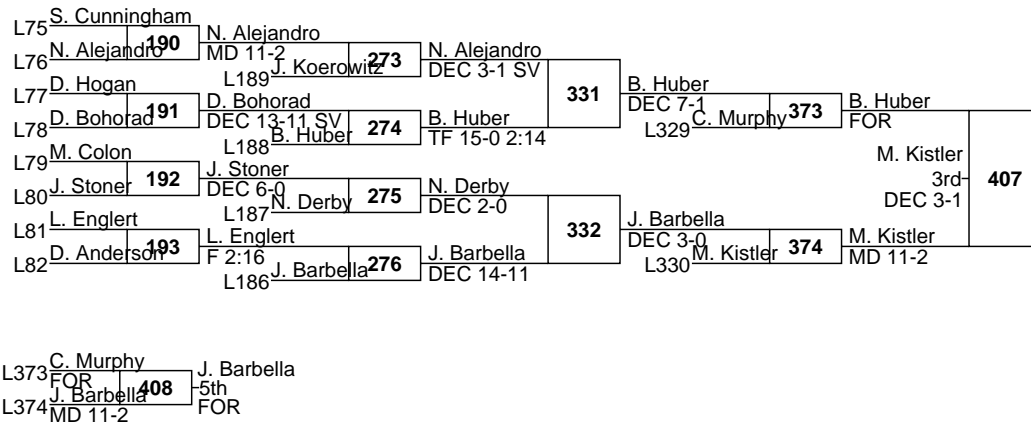 L75 S. Cunningham
190
L76 N. Alejandro
N. Alejandro
MD 11-2
L189 J. Koerowitz
273
N. Alejandro
DEC 3-1 SV
L77 D. Hogan
191
L78 D. Bohorad
D. Bohorad
DEC 13-11 SV
L188 B. Huber
274
B. Huber
TF 15-0 2:14
331
B. Huber
DEC 7-1
L329 C. Murphy
373
B. Huber
FOR
L79 M. Colon
192
L80 J. Stoner
J. Stoner
DEC 6-0
L187 N. Derby
275
N. Derby
DEC 2-0
L81 L. Englert
193
L82 D. Anderson
L. Englert
F 2:16
L186 J. Barbella
276
J. Barbella
DEC 14-11
332
J. Barbella
DEC 3-0
L330 M. Kistler
374
M. Kistler
MD 11-2
M. Kistler
3rd
DEC 3-1
407
L373 C. Murphy
FOR
408
L374 J. Barbella
MD 11-2
J. Barbella
5th
FOR